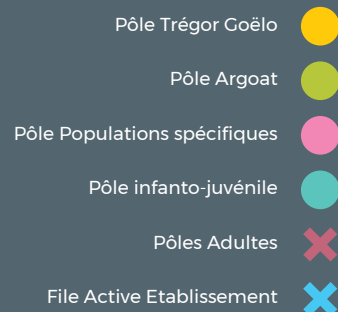 Pôle Trégor Goëlo
Pôle Argoat
Pôle Populations spécifiques
Pôle infanto-juvénile
Pôles Adultes
File Active Etablissement